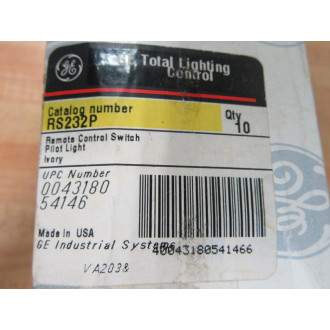 GE
Total Lighting
Control
Catalog number
RS232P
Qty
10
Remote Control Switch
Pilot Light
Ivory
UPC Number
0043180
54146
Made in USA
GE Industrial Systems
40043180541466
VA2038